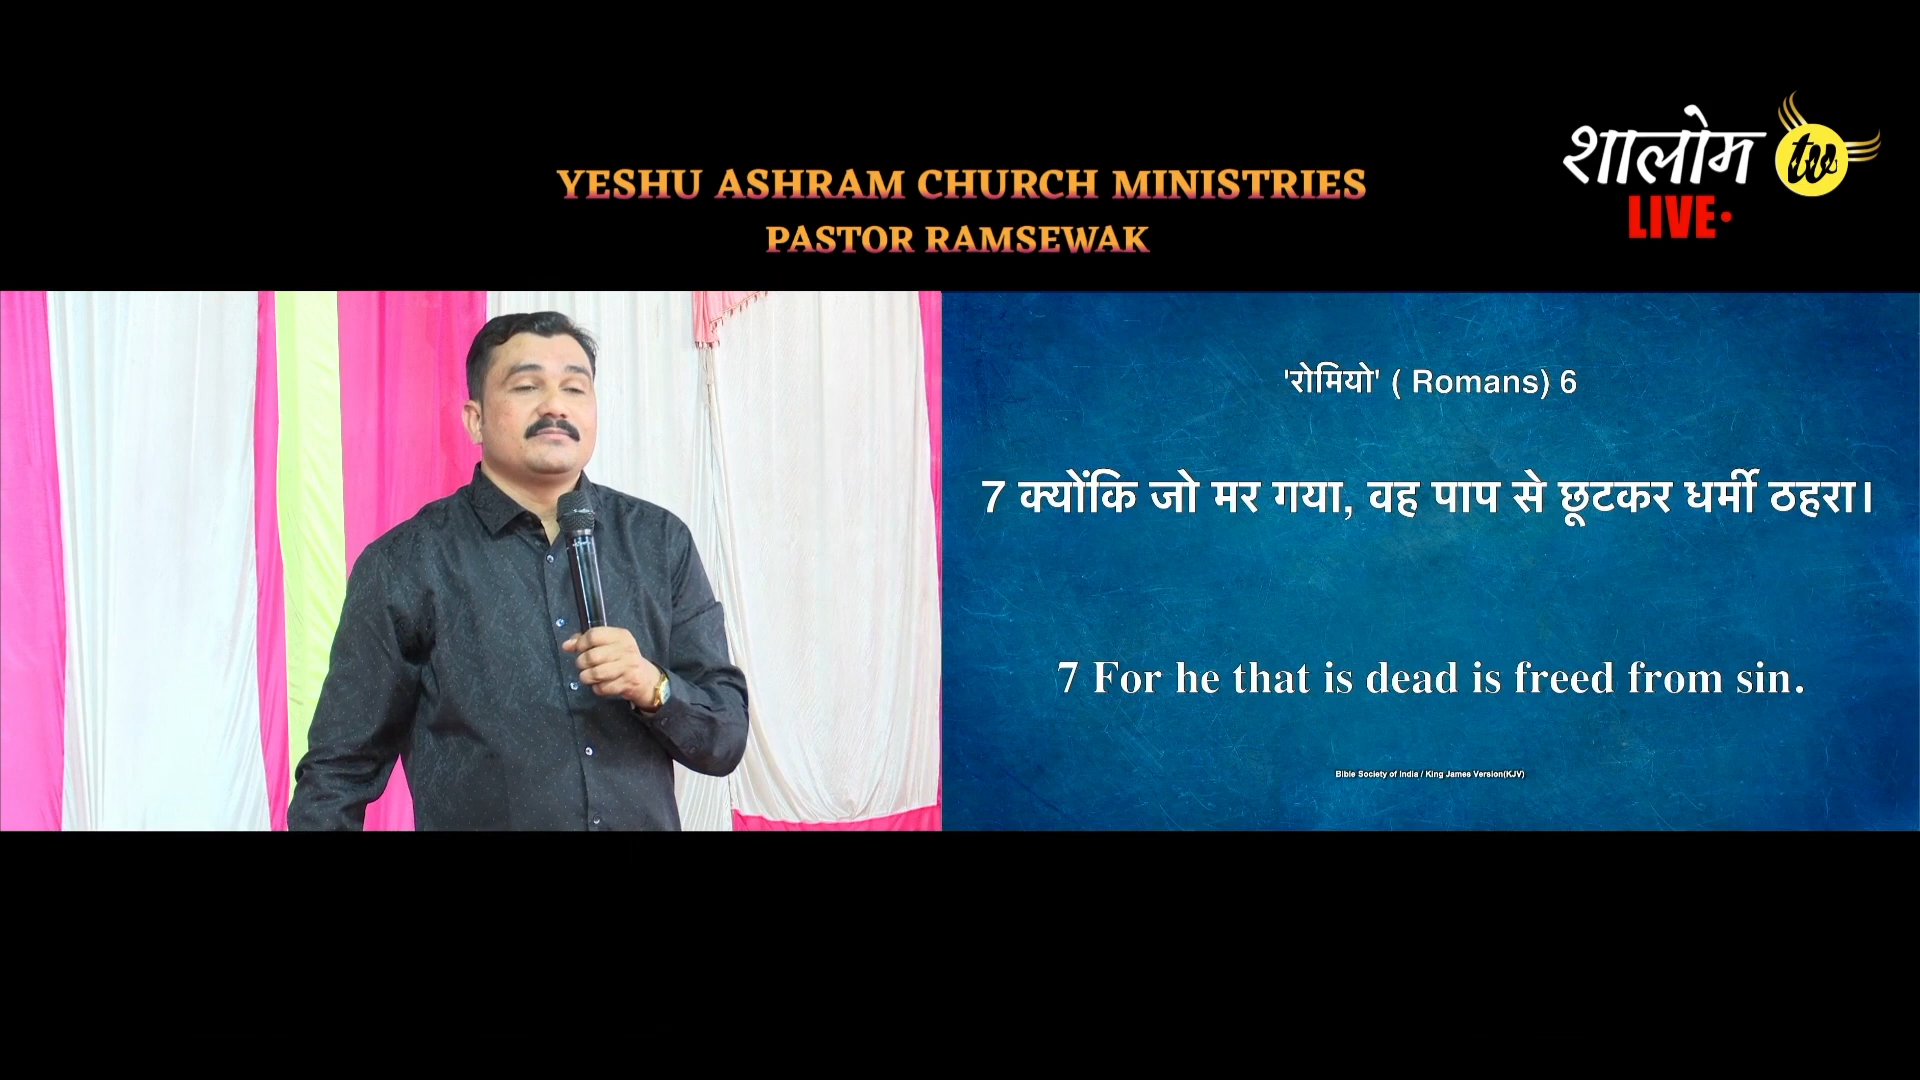 YESHU ASHRAM CHURCH MINISTRIES
PASTOR RAMSEWAK
शालोम tv
LIVE
'रोमियो' ( Romans) 6
7 क्योंकि जो मर गया, वह पाप से छूटकर धर्मी ठहरा।
7 For he that is dead is freed from sin.
Bible Society of India / King James Version(KJV)